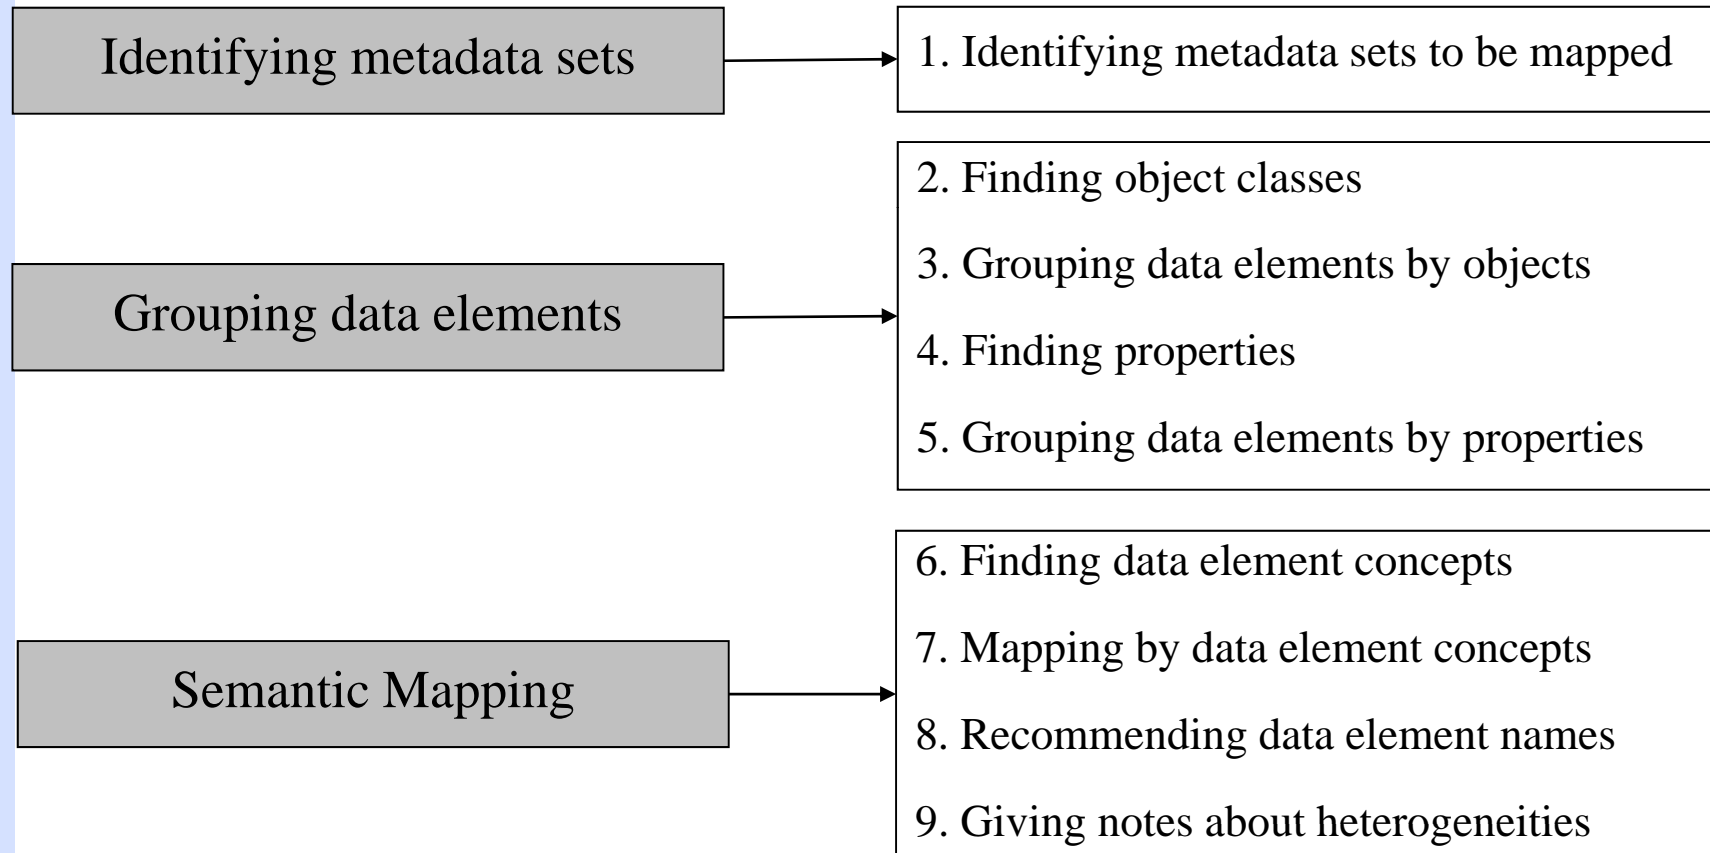 Identifying metadata sets
1. Identifying metadata sets to be mapped
Grouping data elements
2. Finding object classes
3. Grouping data elements by objects
4. Finding properties
5. Grouping data elements by properties
Semantic Mapping
6. Finding data element concepts
7. Mapping by data element concepts
8. Recommending data element names
9. Giving notes about heterogeneities